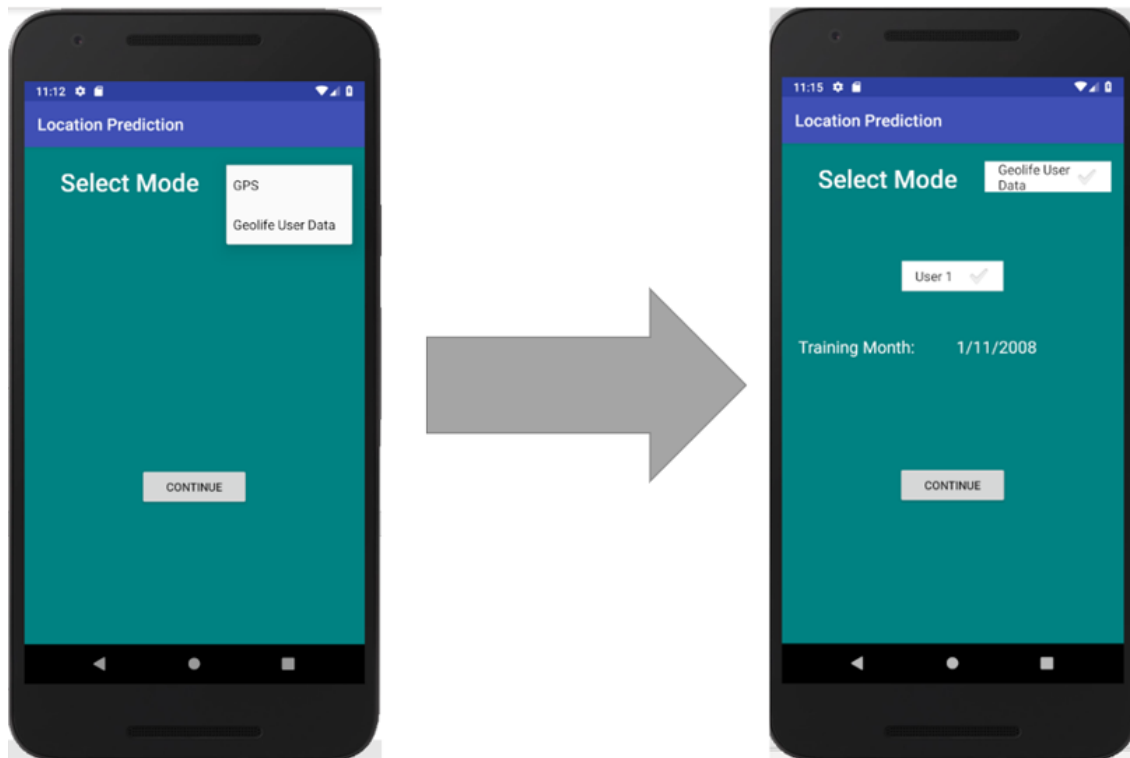 11:12
Location Prediction
Select Mode
GPS
Geolife User Data
CONTINUE
11:15
Location Prediction
Select Mode
Geolife User
Data
User 1
Training Month: 1/11/2008
CONTINUE